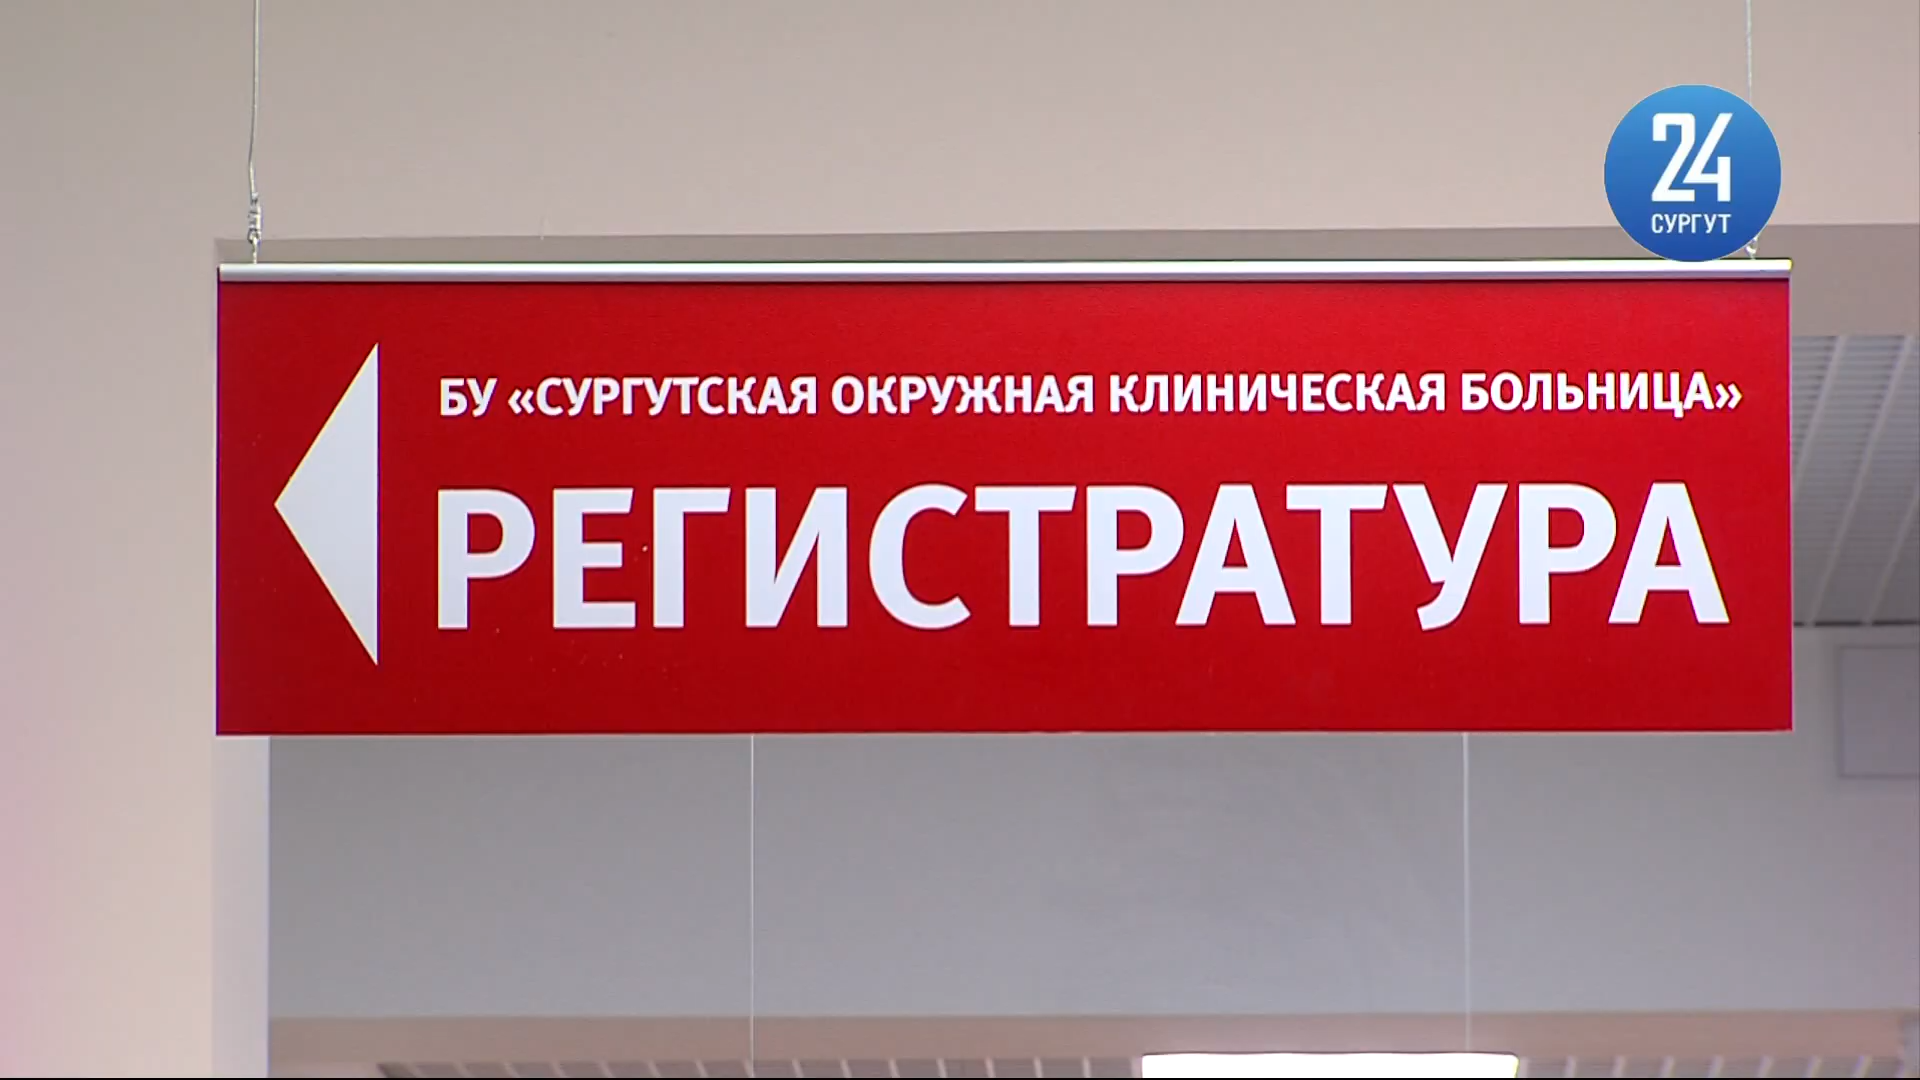 24
СУРГУТ
БУ «СУРГУТСКАЯ ОКРУЖНАЯ КЛИНИЧЕСКАЯ БОЛЬНИЦА»
РЕГИСТРАТУРА